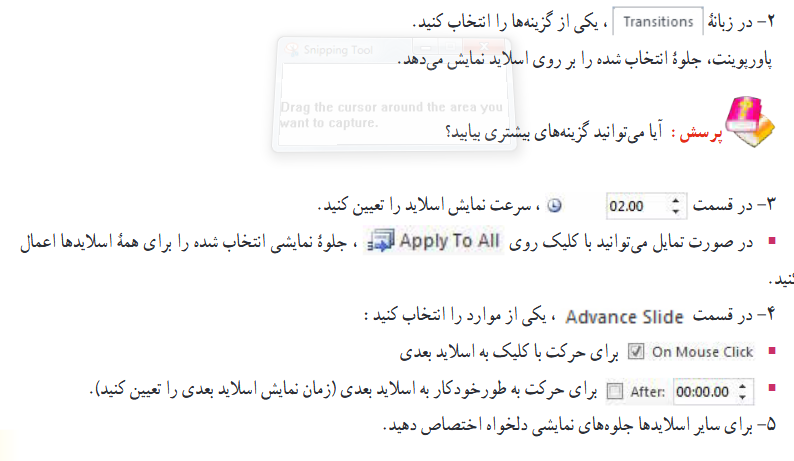 ۲- در زبانهٔ Transitions ، یکی از گزینه‌ها را انتخاب کنید.
پاورپوینت، جلوهٔ انتخاب شده را بر روی اسلاید نمایش می‌دهد.
Snipping Tool
Drag the cursor around the area you
want to capture.
پرسش : آیا می‌توانید گزینه‌های بیشتری بیابید؟
۳- در قسمت 02.00 ، سرعت نمایش اسلاید را تعیین کنید.
در صورت تمایل می‌توانید با کلیک روی Apply To All ، جلوهٔ نمایشی انتخاب شده را برای همهٔ اسلایدها اعمال
کنید.
۴- در قسمت Advance Slide ، یکی از موارد را انتخاب کنید :
On Mouse Click برای حرکت با کلیک به اسلاید بعدی
After: 00:00.00 برای حرکت به طورخودکار به اسلاید بعدی (زمان نمایش اسلاید بعدی را تعیین کنید).
۵- برای سایر اسلایدها جلوه‌های نمایشی دلخواه اختصاص دهید.